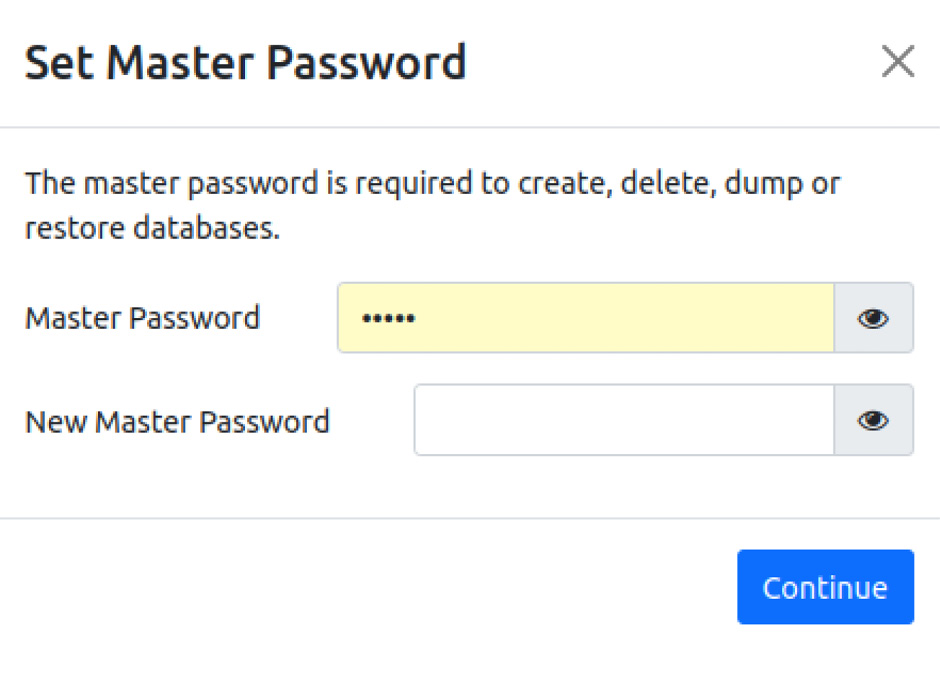 Set Master Password
The master password is required to create, delete, dump or
restore databases.
Master Password •••••
New Master Password
Continue